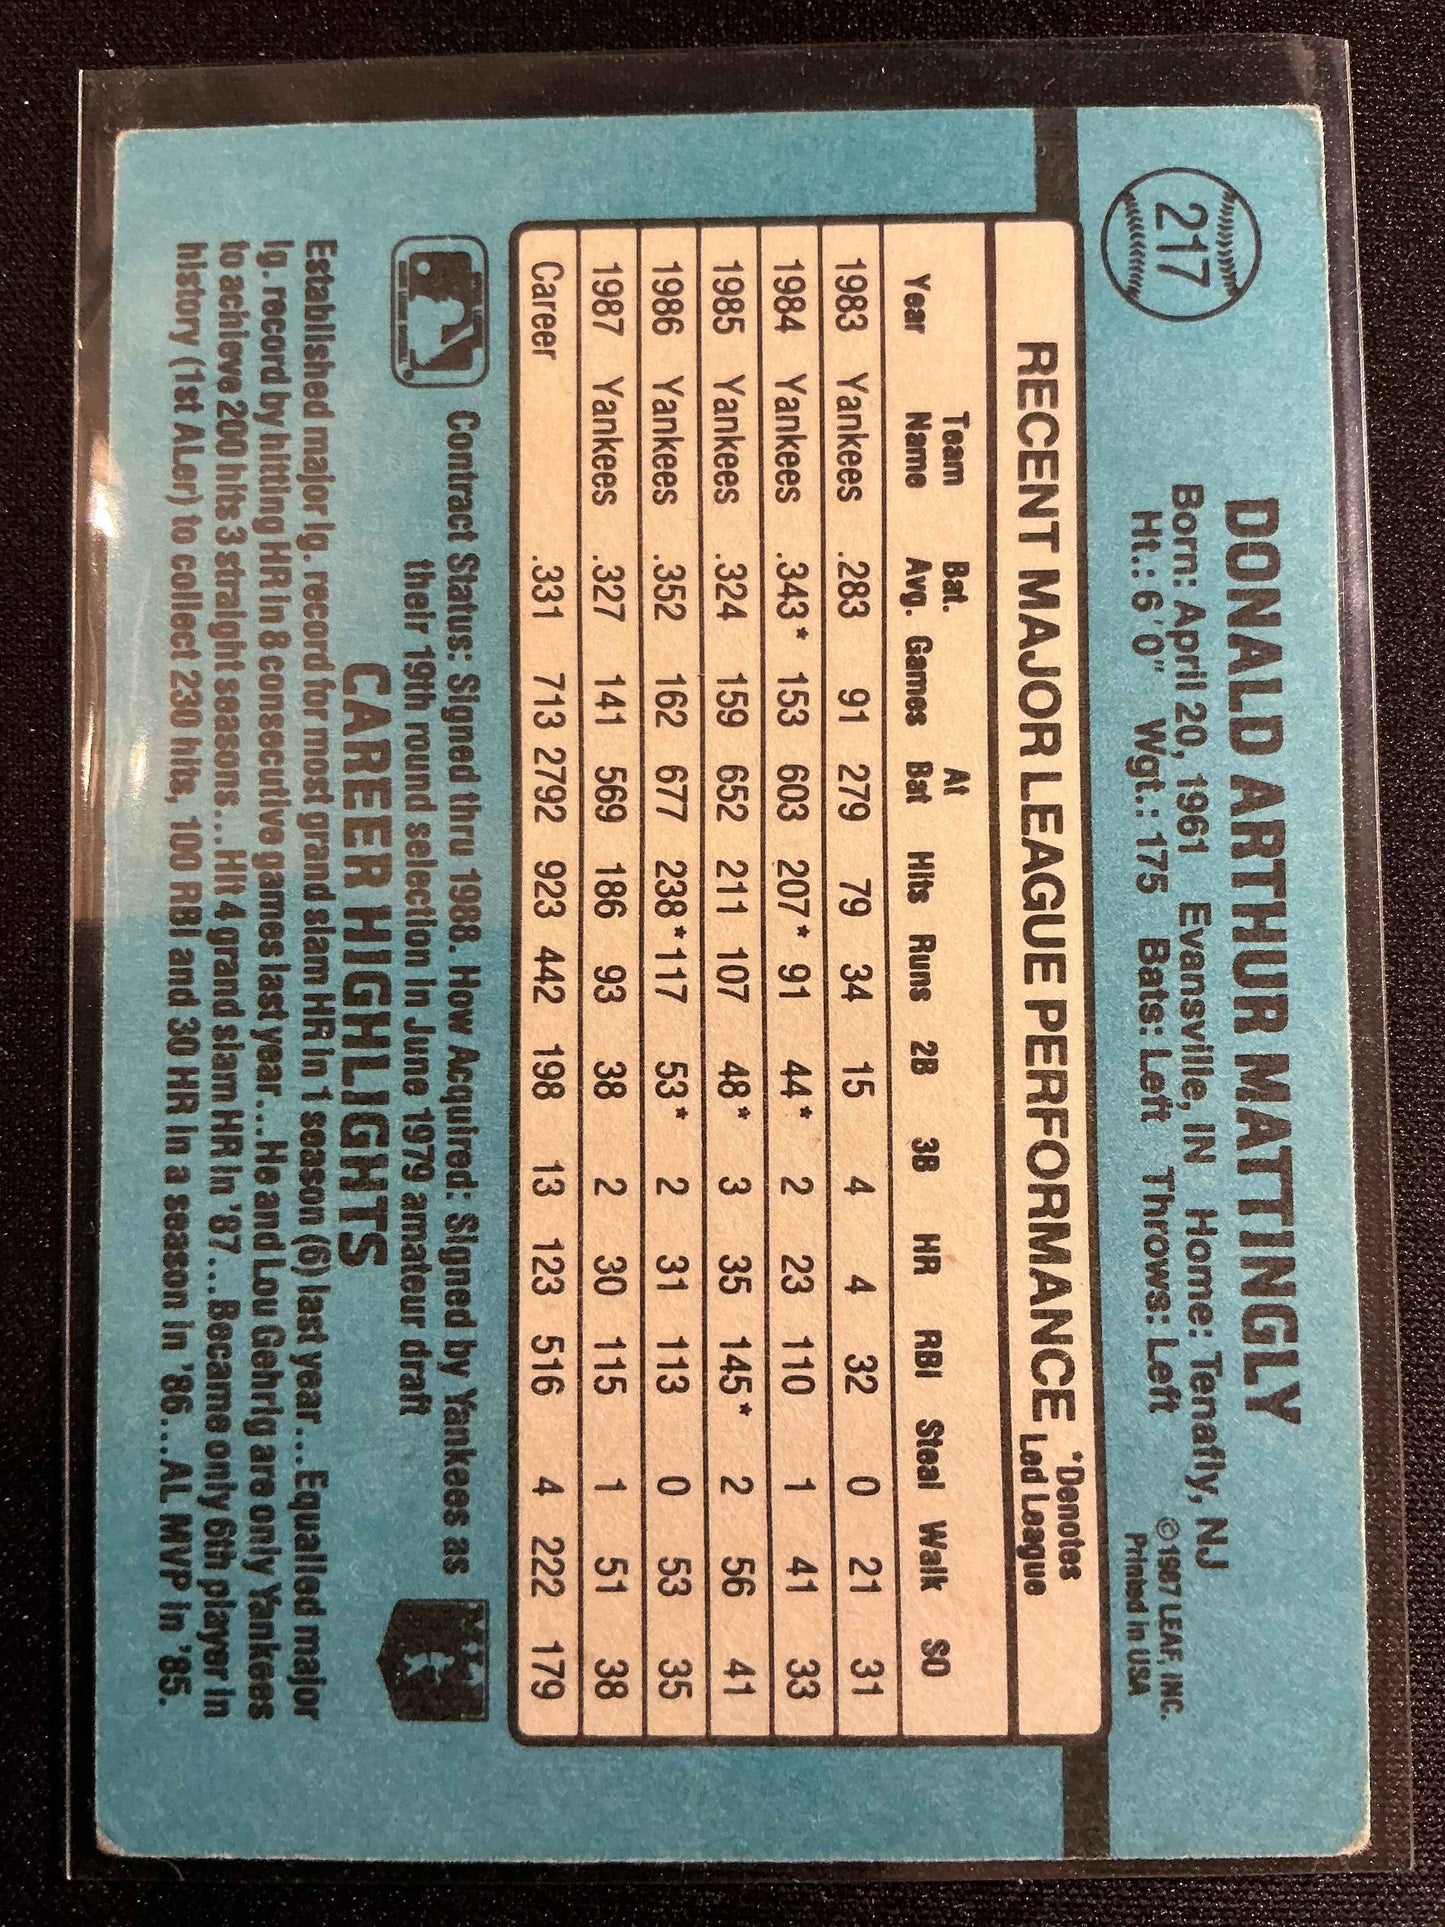 217
DONALD ARTHUR MATTINGLY
Born: April 20, 1961 Evansville, IN Home: Tenafly, NJ
Ht.: 6'0" Wgt.: 175 Bats: Left Throws: Left
© 1987 LEAF, INC.
Printed in USA
RECENT MAJOR LEAGUE PERFORMANCE *Denotes Led League
Year Team Name Bat. Avg. Games At Bat Hits Runs 2B 3B HR RBI Steal Walk SO
1983 Yankees .283 91 279 79 34 15 4 4 32 0 21 31
1984 Yankees .343* 153 603 207* 91 44* 2 23 110 1 41 33
1985 Yankees .324 159 652 211 107 48* 3 35 145* 2 56 41
1986 Yankees .352 162 677 238* 117 53* 2 31 113 0 53 35
1987 Yankees .327 141 569 186 93 38 2 30 115 1 51 38
Career .331 713 2792 923 442 198 13 123 516 4 222 179
Contract Status: Signed thru 1988. How Acquired: Signed by Yankees as
their 19th round selection in June 1979 amateur draft
CAREER HIGHLIGHTS
Established major lg. record for most grand slam HR in 1 season (6) last year...Equalled major
lg. record by hitting HR in 8 consecutive games last year...He and Lou Gehrig are only Yankees
to achieve 200 hits 3 straight seasons...Hit 4 grand slam HR in '87...Became only 6th player in
history (1st ALer) to collect 230 hits, 100 RBI and 30 HR in a season in '86...AL MVP in '85.